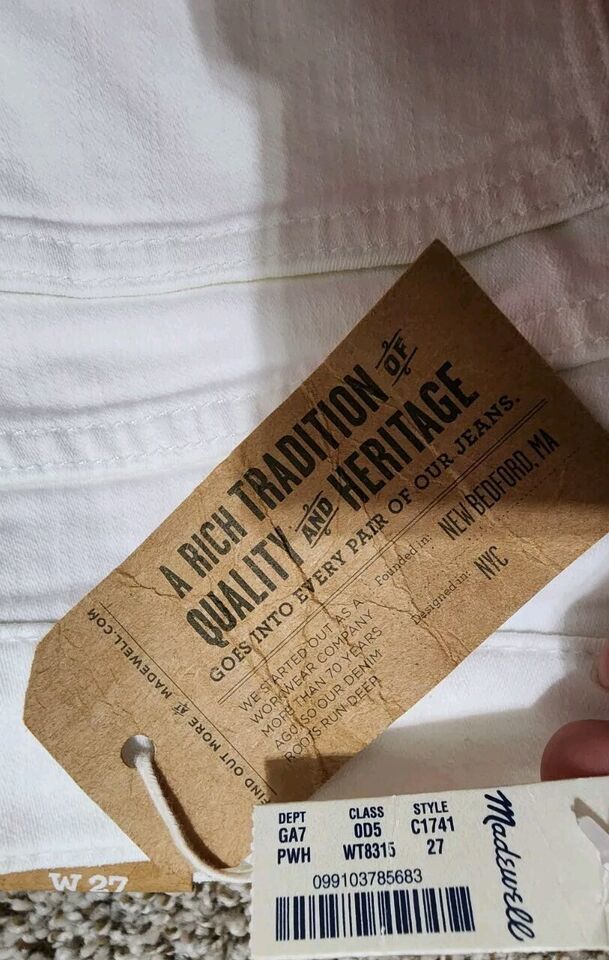 A RICH TRADITION OF
QUALITY AND HERITAGE
GOES INTO EVERY PAIR OF OUR JEANS.
WE STARTED OUT AS A
WORKWEAR COMPANY
MORE THAN 70 YEARS
AGO, SO OUR DENIM
ROOTS RUN DEEP
Founded in: NEW BEDFORD, MA
Designed in: NYC
FIND OUT MORE AT MADEWELL.COM
W 27
DEPT CLASS STYLE
GA7 0D5 C1741
PWH WT8315 27
099103785683
Madewell